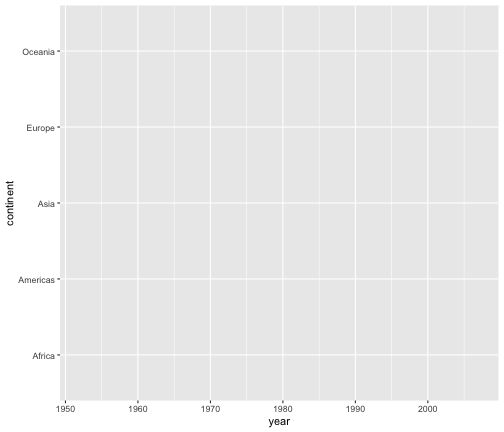 Oceania
Europe
Asia
Americas
Africa
continent
1950 1960 1970 1980 1990 2000
year